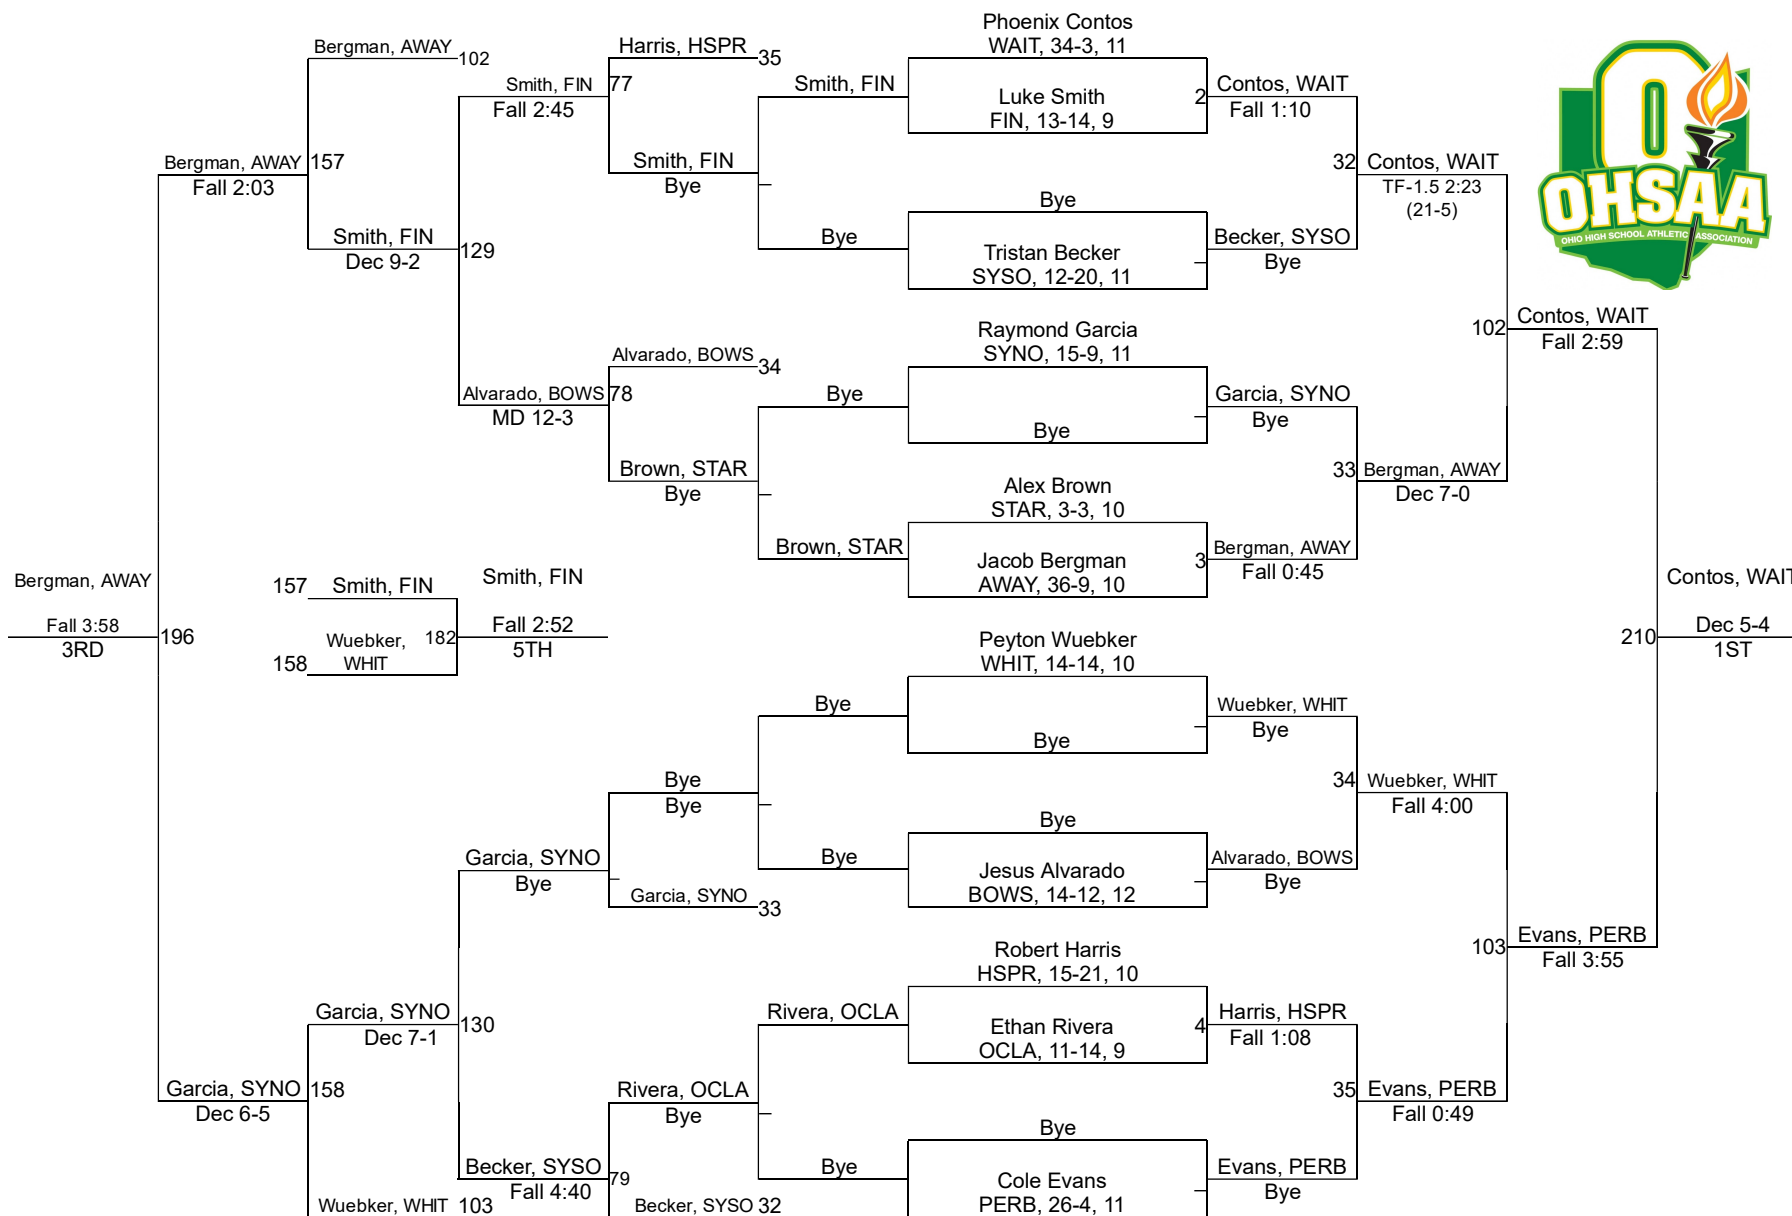 Phoenix Contos
Bergman, AWAY
102
Harris, HSPR
35
WAIT, 34-3, 11
Smith, FIN
77
Fall 2:45
Smith, FIN
Luke Smith
FIN, 13-14, 9
2
Contos, WAIT
Fall 1:10
Bergman, AWAY
157
Fall 2:03
Smith, FIN
Bye
32
Contos, WAIT
TF-1.5 2:23
(21-5)
OHSAA
OHIO HIGH SCHOOL ATHLETIC ASSOCIATION
Smith, FIN
Dec 9-2
129
Bye
Bye
Tristan Becker
SYSO, 12-20, 11
Becker, SYSO
Bye
102
Contos, WAIT
Fall 2:59
Raymond Garcia
SYNO, 15-9, 11
Alvarado, BOWS
34
Alvarado, BOWS
78
MD 12-3
Bye
Bye
Garcia, SYNO
Bye
Brown, STAR
Bye
33
Bergman, AWAY
Dec 7-0
Alex Brown
STAR, 3-3, 10
Brown, STAR
Jacob Bergman
AWAY, 36-9, 10
3
Bergman, AWAY
Fall 0:45
Bergman, AWAY
Fall 3:58
3RD
196
157
Smith, FIN
Wuebker,
WHIT
158
182
Smith, FIN
Fall 2:52
5TH
Contos, WAIT
210
Dec 5-4
1ST
Peyton Wuebker
WHIT, 14-14, 10
Bye
Bye
Wuebker, WHIT
Bye
Bye
Bye
34
Wuebker, WHIT
Fall 4:00
Bye
Bye
Jesus Alvarado
BOWS, 14-12, 12
Alvarado, BOWS
Bye
Garcia, SYNO
Bye
Garcia, SYNO
33
103
Evans, PERB
Fall 3:55
Robert Harris
HSPR, 15-21, 10
Garcia, SYNO
Dec 7-1
130
Rivera, OCLA
Ethan Rivera
OCLA, 11-14, 9
4
Harris, HSPR
Fall 1:08
Garcia, SYNO
158
Dec 6-5
Rivera, OCLA
Bye
35
Evans, PERB
Fall 0:49
Bye
Becker, SYSO
79
Fall 4:40
Bye
Cole Evans
PERB, 26-4, 11
Evans, PERB
Bye
Wuebker, WHIT
103
Becker, SYSO
32